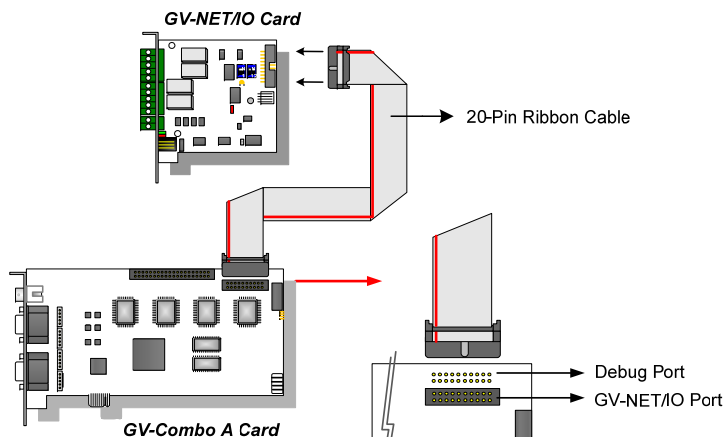 GV-NET/IO Card
20-Pin Ribbon Cable
Debug Port
GV-NET/IO Port
GV-Combo A Card